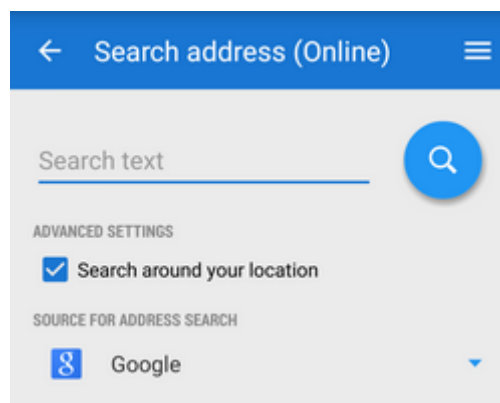 Search address (Online)
Search text
ADVANCED SETTINGS
Search around your location
SOURCE FOR ADDRESS SEARCH
8 Google